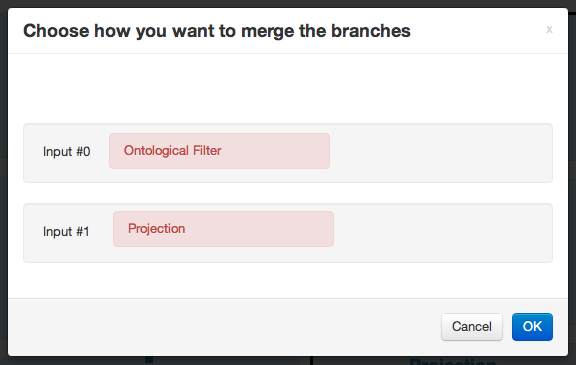 Choose how you want to merge the branches
x
Input #0 Ontological Filter
Input #1 Projection
Cancel OK
Projection